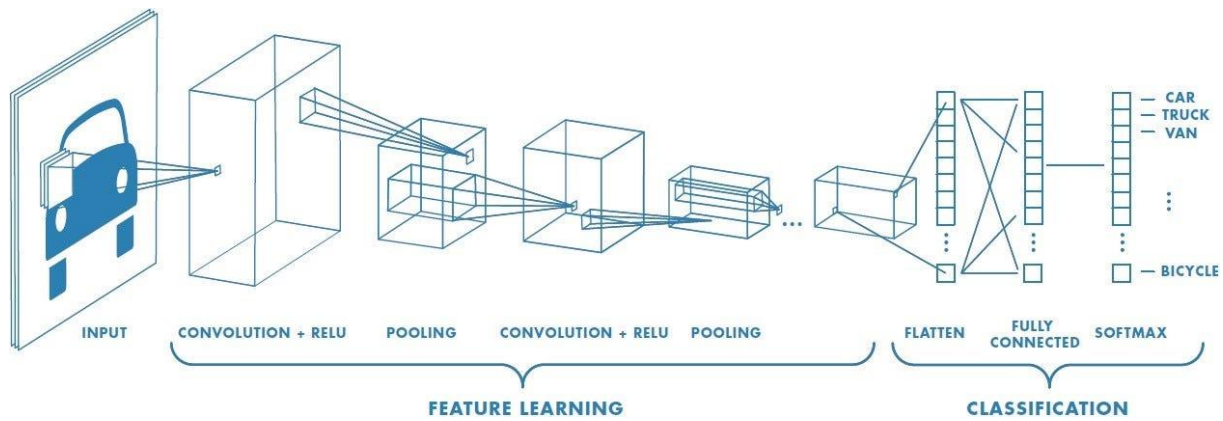 CAR
TRUCK
VAN
BICYCLE
INPUT
CONVOLUTION + RELU
POOLING
CONVOLUTION + RELU
POOLING
FLATTEN
FULLY
CONNECTED
SOFTMAX
FEATURE LEARNING
CLASSIFICATION